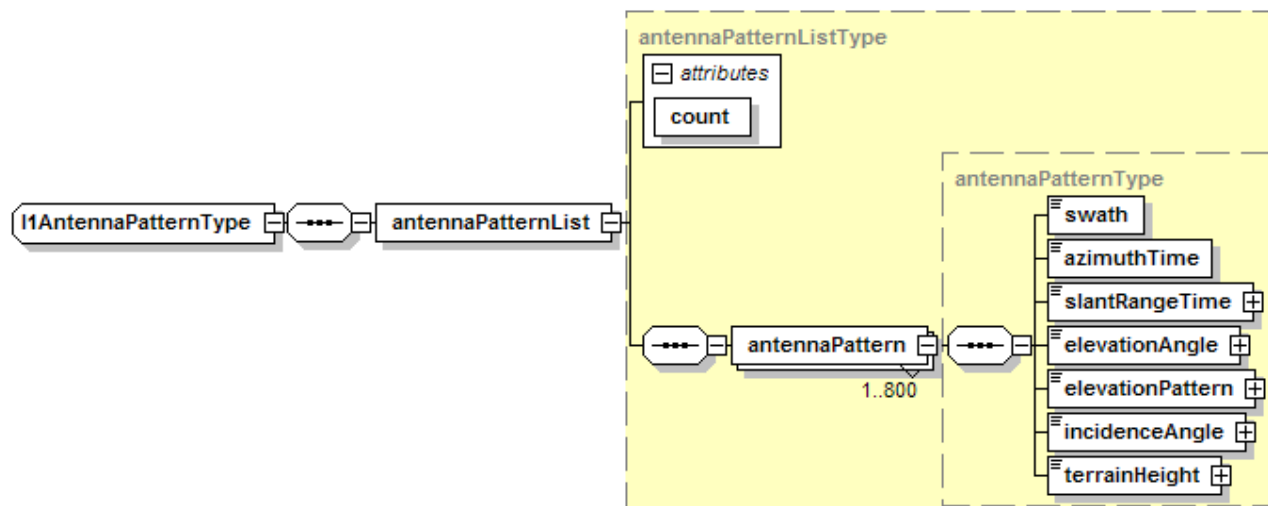 antennaPatternListType
attributes
count
antennaPatternType
l1AntennaPatternType
antennaPatternList
swath
azimuthTime
slantRangeTime
antennaPattern
1..800
elevationAngle
elevationPattern
incidenceAngle
terrainHeight